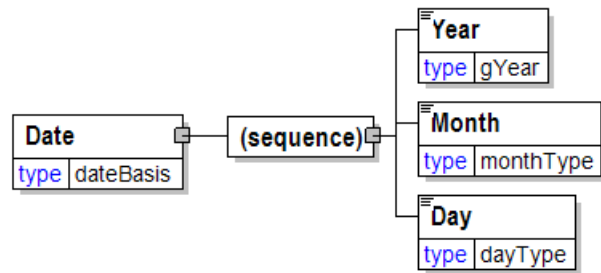 Date
type dateBasis
(sequence)
Year
type gYear
Month
type monthType
Day
type dayType